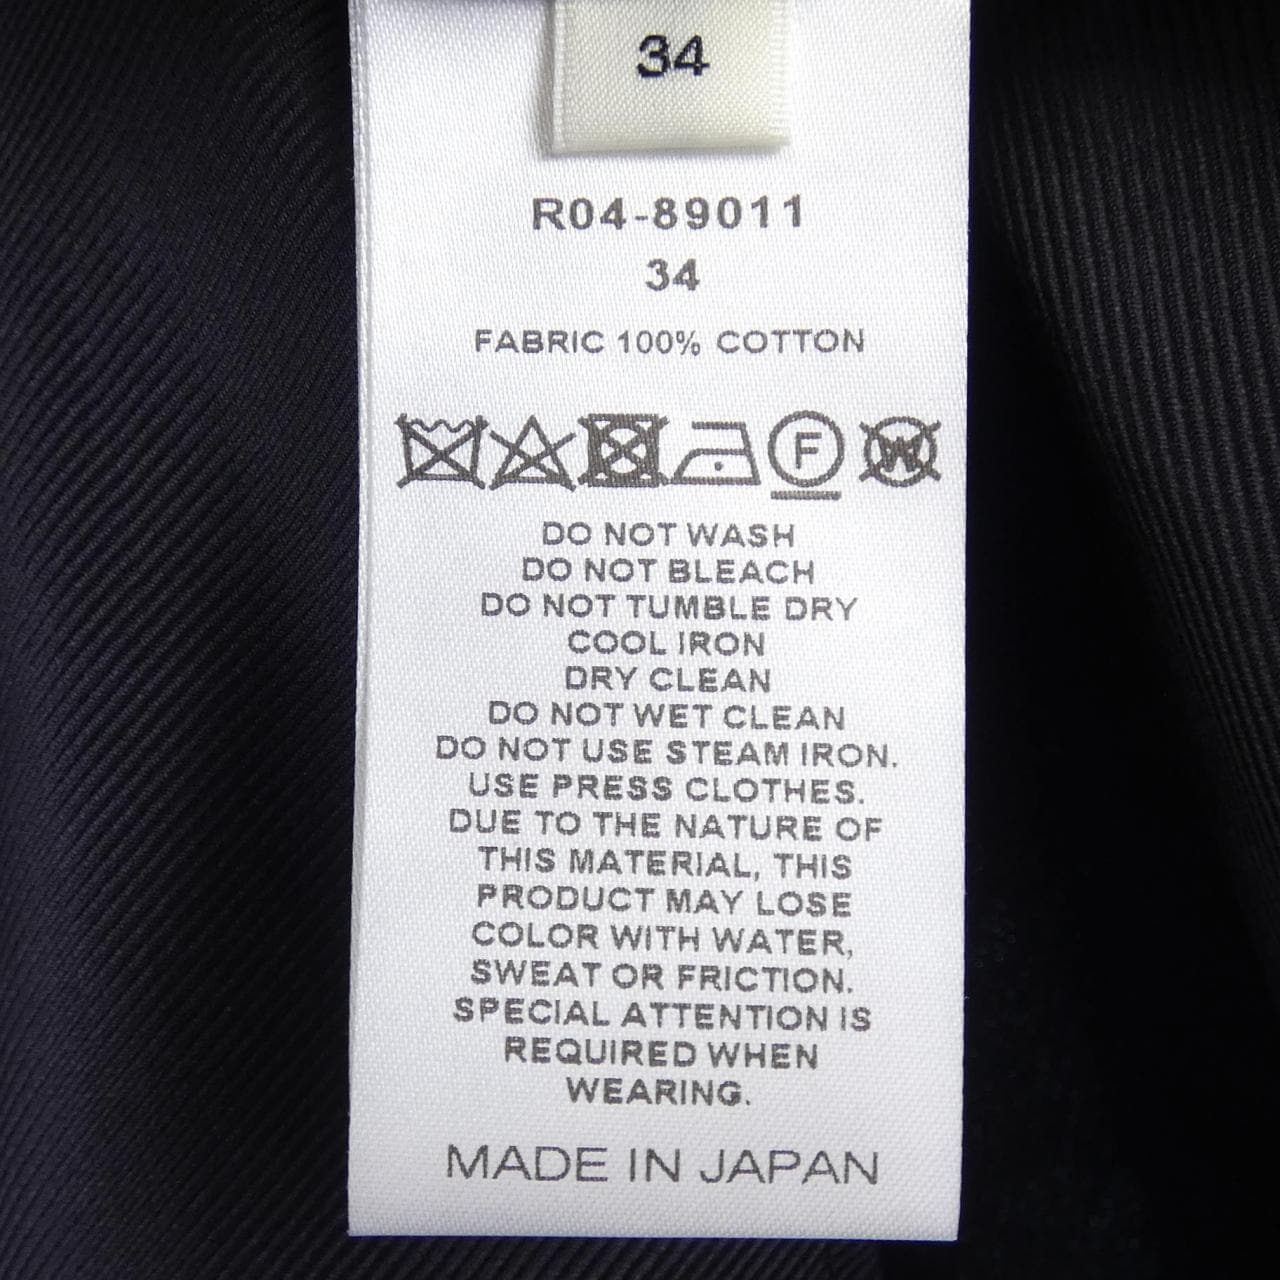 34
R04-89011
34
FABRIC 100% COTTON
F W
DO NOT WASH
DO NOT BLEACH
DO NOT TUMBLE DRY
COOL IRON
DRY CLEAN
DO NOT WET CLEAN
DO NOT USE STEAM IRON.
USE PRESS CLOTHES.
DUE TO THE NATURE OF
THIS MATERIAL, THIS
PRODUCT MAY LOSE
COLOR WITH WATER,
SWEAT OR FRICTION.
SPECIAL ATTENTION IS
REQUIRED WHEN
WEARING.
MADE IN JAPAN